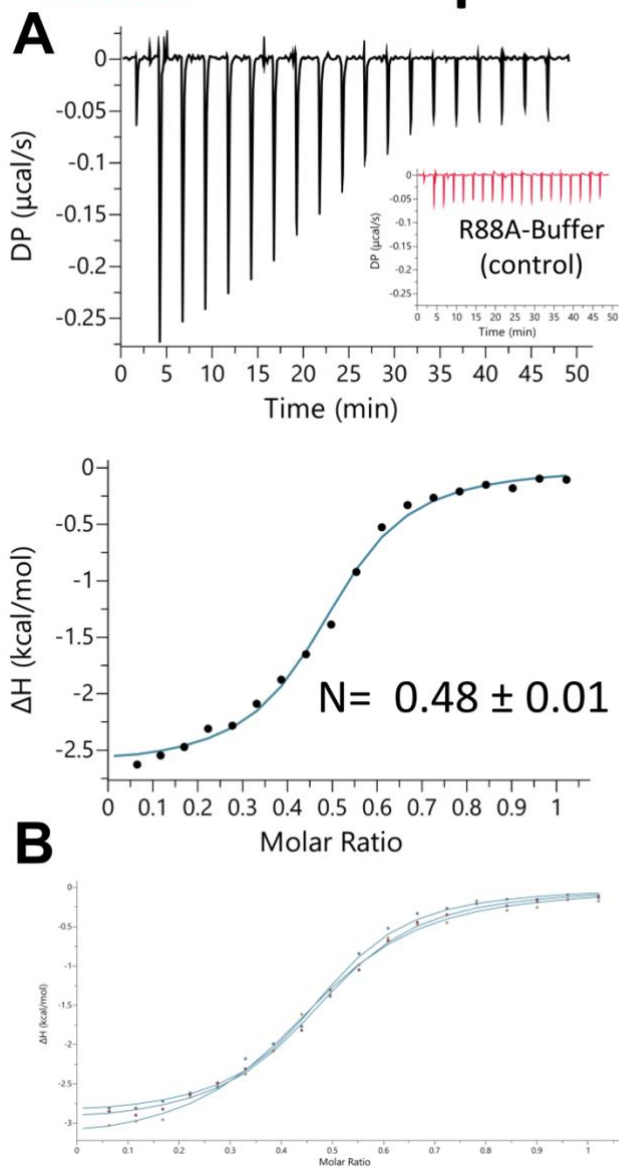 A
0
-0.05
-0.1
-0.15
-0.2
-0.25
DP (µcal/s)
0 5 10 15 20 25 30 35 40 45 50
Time (min)
0
-0.05
-0.1
-0.15
-0.2
-0.25
DP (µcal/s)
R88A-Buffer
(control)
0 5 10 15 20 25 30 35 40 45 50
Time (min)
0
-0.5
-1
-1.5
-2
-2.5
ΔH (kcal/mol)
N= 0.48 ± 0.01
0 0.1 0.2 0.3 0.4 0.5 0.6 0.7 0.8 0.9 1
Molar Ratio
B
0
-0.5
-1
-1.5
-2
-2.5
-3
ΔH (kcal/mol)
0 0.1 0.2 0.3 0.4 0.5 0.6 0.7 0.8 0.9 1
Molar Ratio